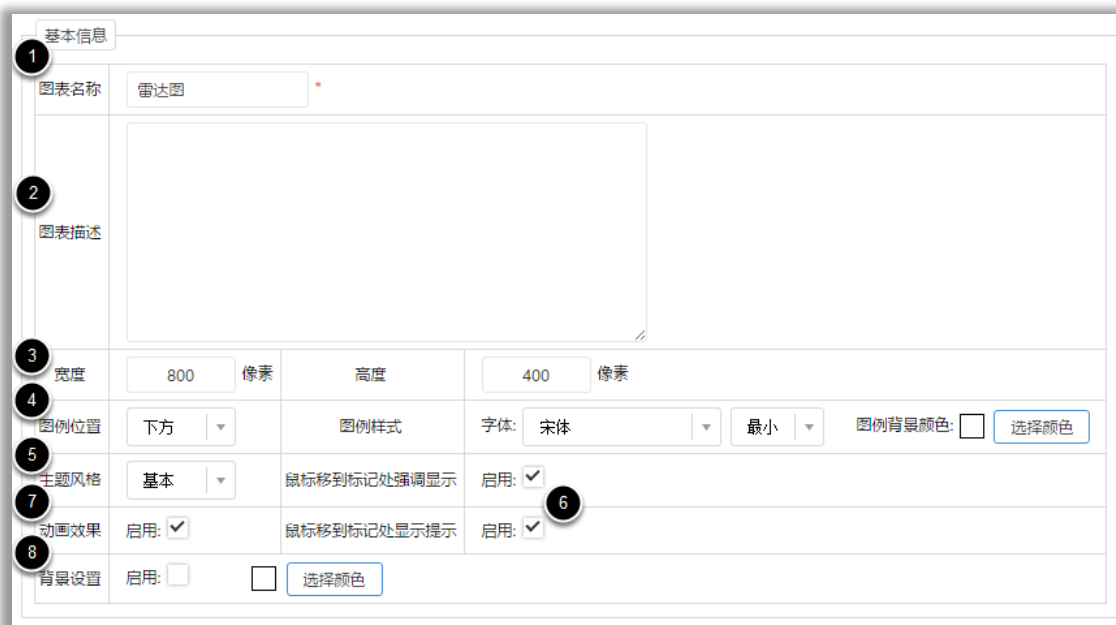 基本信息
1
图表名称 雷达图 *
2
图表描述
3
宽度 800 像素 高度 400 像素
4
图例位置 下方 图例样式 字体: 宋体 最小 图例背景颜色: 选择颜色
5
主题风格 基本 鼠标移到标记处强调显示 启用:
6
7
动画效果 启用: 鼠标移到标记处显示提示 启用:
8
背景设置 启用: 选择颜色